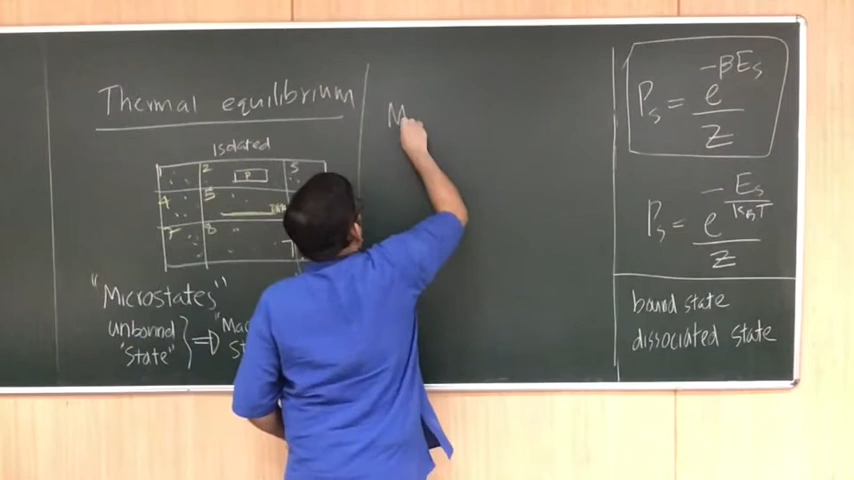 Thermal equilibrium
isolated
1 2 P 3
4 5
7 8
"Microstates"
unbound
"State"
M
P_S = e^{-βE_S} / Z
P_S = e^{-E_S/k_BT} / Z
bound state
dissociated state